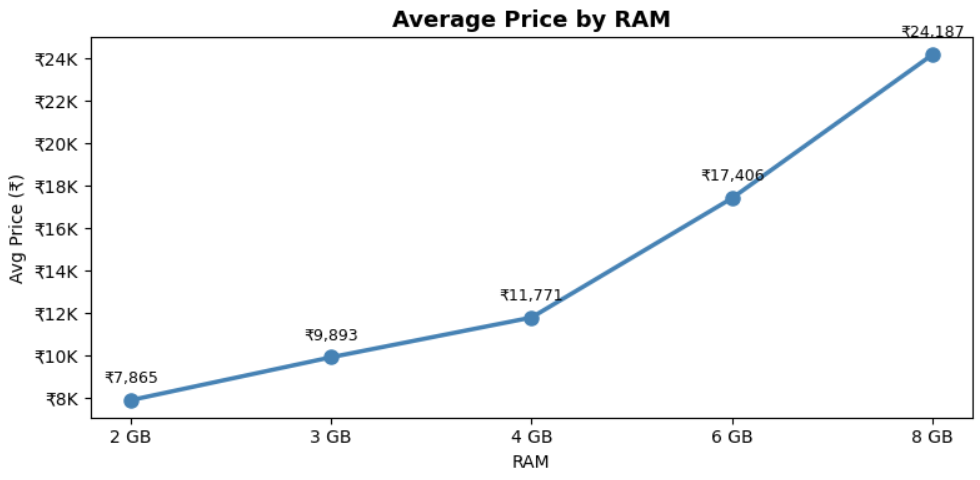 Average Price by RAM
₹24,187
₹24K
₹22K
₹20K
₹18K
₹17,406
₹16K
₹14K
₹12K
₹11,771
₹10K
₹9,893
₹8K
₹7,865
Avg Price (₹)
2 GB
3 GB
4 GB
6 GB
8 GB
RAM